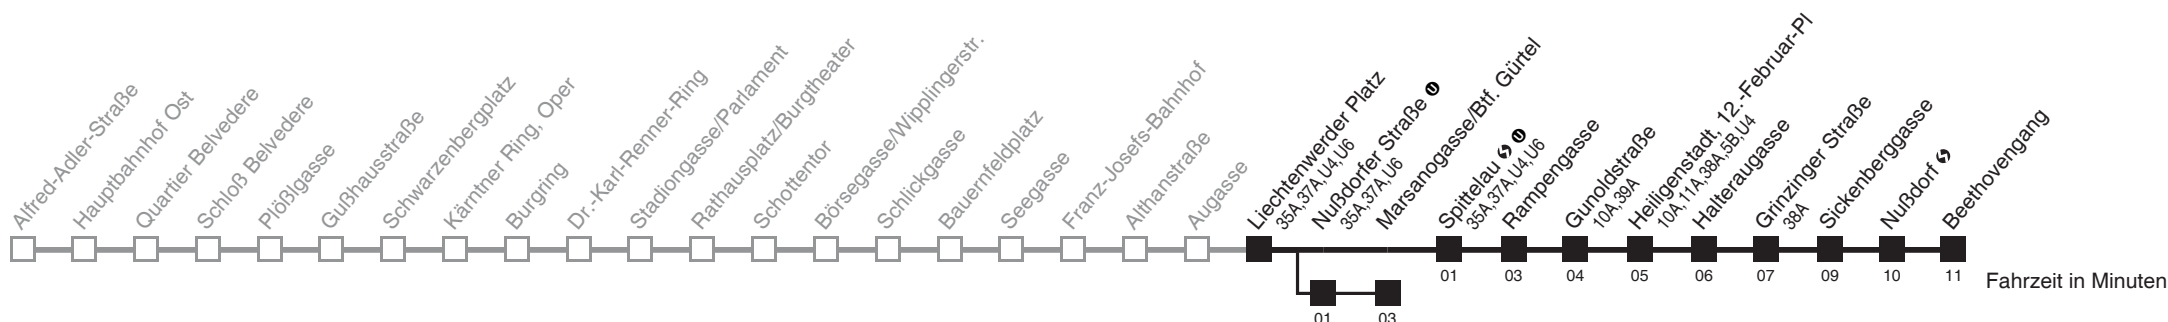 Alfred-Adler-Straße
Hauptbahnhof Ost
Quartier Belvedere
Schloß Belvedere
Plößlgasse
Gußhausstraße
Schwarzenbergplatz
Kärntner Ring, Oper
Burgring
Dr.-Karl-Renner-Ring
Stadiongasse/Parlament
Rathausplatz/Burgtheater
Schottentor
Börsegasse/Wipplingerstr.
Schlickgasse
Bauernfeldplatz
Seegasse
Franz-Josefs-Bahnhof
Althanstraße
Augasse
Liechtenwerder Platz
35A,37A,U4,U6
Nußdorfer Straße U
35A,37A,U6
Marsanogasse/Btf. Gürtel
Spittelau S U
35A,37A,U4,U6
Rampengasse
Gunoldstraße
10A,39A
Heiligenstadt, 12.-Februar-Pl
10A,11A,38A,5B,U4
Halteraugasse
Grinzinger Straße
38A
Sickenberggasse
Nußdorf S
Beethovengang
01 03 04 05 06 07 09 10 11
Fahrzeit in Minuten
01 03